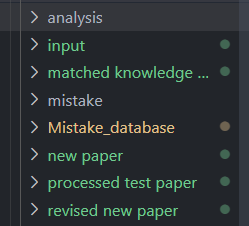 analysis
input
matched knowledge ...
mistake
Mistake_database
new paper
processed test paper
revised new paper